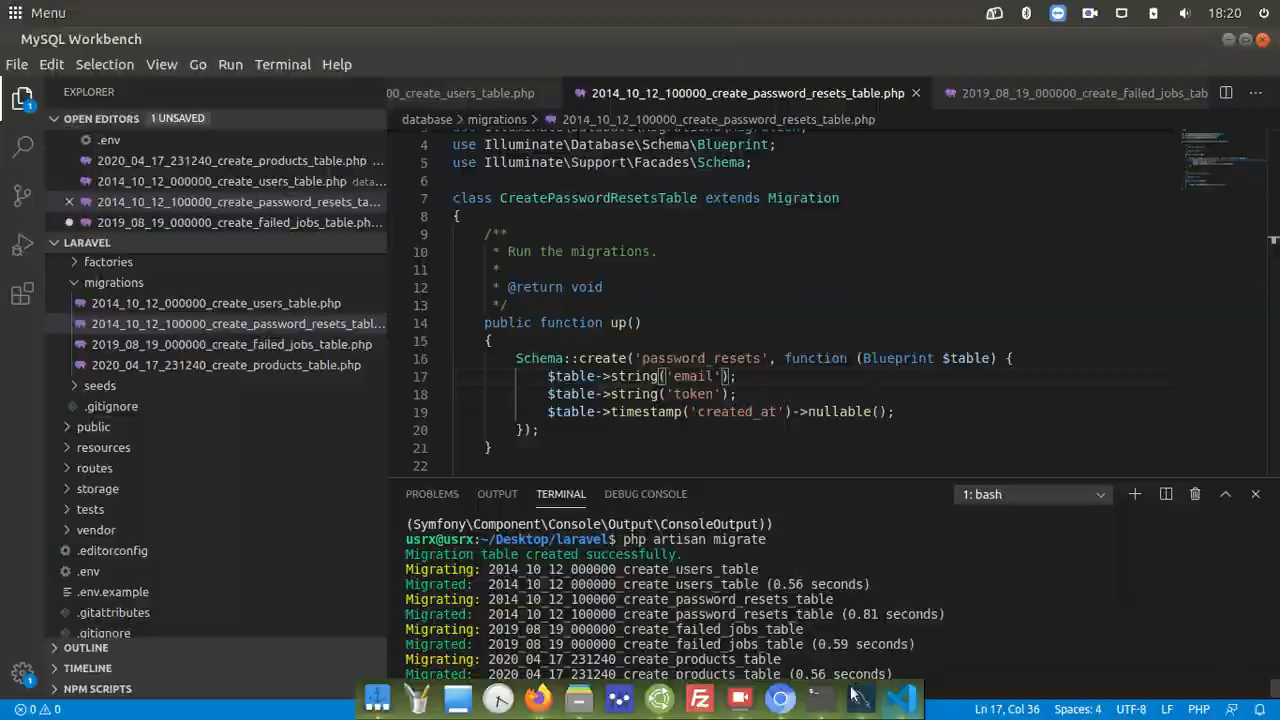 Menu
18:20
MySQL Workbench
File Edit Selection View Go Run Terminal Help
EXPLORER
OPEN EDITORS 1 UNSAVED
.env
2020_04_17_231240_create_products_table.php ...
2014_10_12_000000_create_users_table.php data...
2014_10_12_100000_create_password_resets_ta...
2019_08_19_000000_create_failed_jobs_table.ph...
LARAVEL
factories
migrations
2014_10_12_000000_create_users_table.php
2014_10_12_100000_create_password_resets_tabl...
2019_08_19_000000_create_failed_jobs_table.php
2020_04_17_231240_create_products_table.php
seeds
.gitignore
public
resources
routes
storage
tests
vendor
.editorconfig
.env
.env.example
.gitattributes
.gitignore
OUTLINE
TIMELINE
NPM SCRIPTS
00_create_users_table.php 2014_10_12_100000_create_password_resets_table.php 2019_08_19_000000_create_failed_jobs_tab
database > migrations > 2014_10_12_100000_create_password_resets_table.php
3 use Illuminate\Database\Migrations\Migration;
4 use Illuminate\Database\Schema\Blueprint;
5 use Illuminate\Support\Facades\Schema;
6
7 class CreatePasswordResetsTable extends Migration
8 {
9 /**
10 * Run the migrations.
11 *
12 * @return void
13 */
14 public function up()
15 {
16 Schema::create('password_resets', function (Blueprint $table) {
17 $table->string('email');
18 $table->string('token');
19 $table->timestamp('created_at')->nullable();
20 });
21 }
22
PROBLEMS OUTPUT TERMINAL DEBUG CONSOLE 1: bash
(Symfony\Component\Console\Output\ConsoleOutput))
usrx@usrx:~/Desktop/laravel$ php artisan migrate
Migration table created successfully.
Migrating: 2014_10_12_000000_create_users_table
Migrated: 2014_10_12_000000_create_users_table (0.56 seconds)
Migrating: 2014_10_12_100000_create_password_resets_table
Migrated: 2014_10_12_100000_create_password_resets_table (0.81 seconds)
Migrating: 2019_08_19_000000_create_failed_jobs_table
Migrated: 2019_08_19_000000_create_failed_jobs_table (0.59 seconds)
Migrating: 2020_04_17_231240_create_products_table
Migrated: 2020_04_17_231240_create_products_table (0.56 seconds)
0 0 Ln 17, Col 36 Spaces: 4 UTF-8 LF PHP